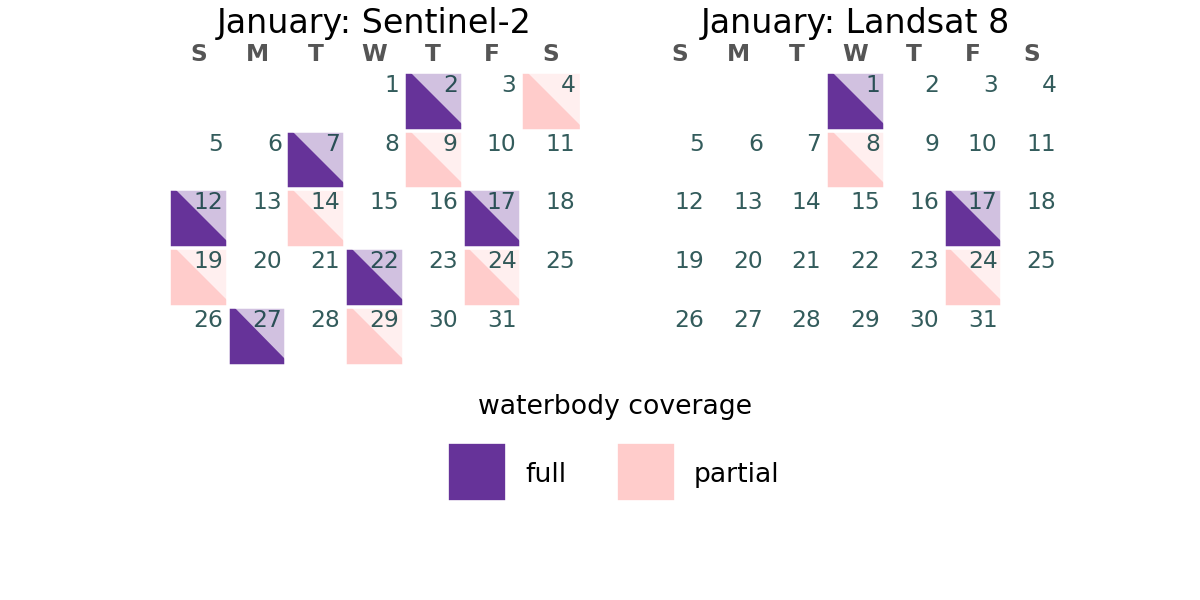 January: Sentinel-2
S M T W T F S
1 2 3 4
5 6 7 8 9 10 11
12 13 14 15 16 17 18
19 20 21 22 23 24 25
26 27 28 29 30 31
January: Landsat 8
S M T W T F S
1 2 3 4
5 6 7 8 9 10 11
12 13 14 15 16 17 18
19 20 21 22 23 24 25
26 27 28 29 30 31
waterbody coverage
full
partial